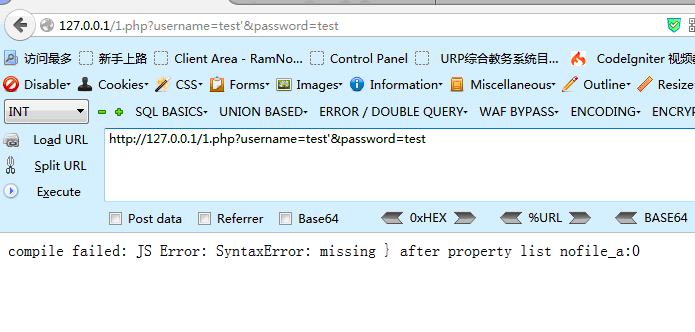 127.0.0.1/1.php?username=test'&password=test
访问最多 新手上路 Client Area - RamNo... Control Panel URP综合教务系统目... CodeIgniter 视频教
Disable▾ Cookies▾ CSS▾ Forms▾ Images▾ Information▾ Miscellaneous▾ Outline▾ Resize
INT SQL BASICS▾ UNION BASED▾ ERROR / DOUBLE QUERY▾ WAF BYPASS▾ ENCODING▾ ENCRY
Load URL http://127.0.0.1/1.php?username=test'&password=test
Split URL
Execute
Post data Referrer Base64 0xHEX %URL BASE64
compile failed: JS Error: SyntaxError: missing } after property list nofile_a:0